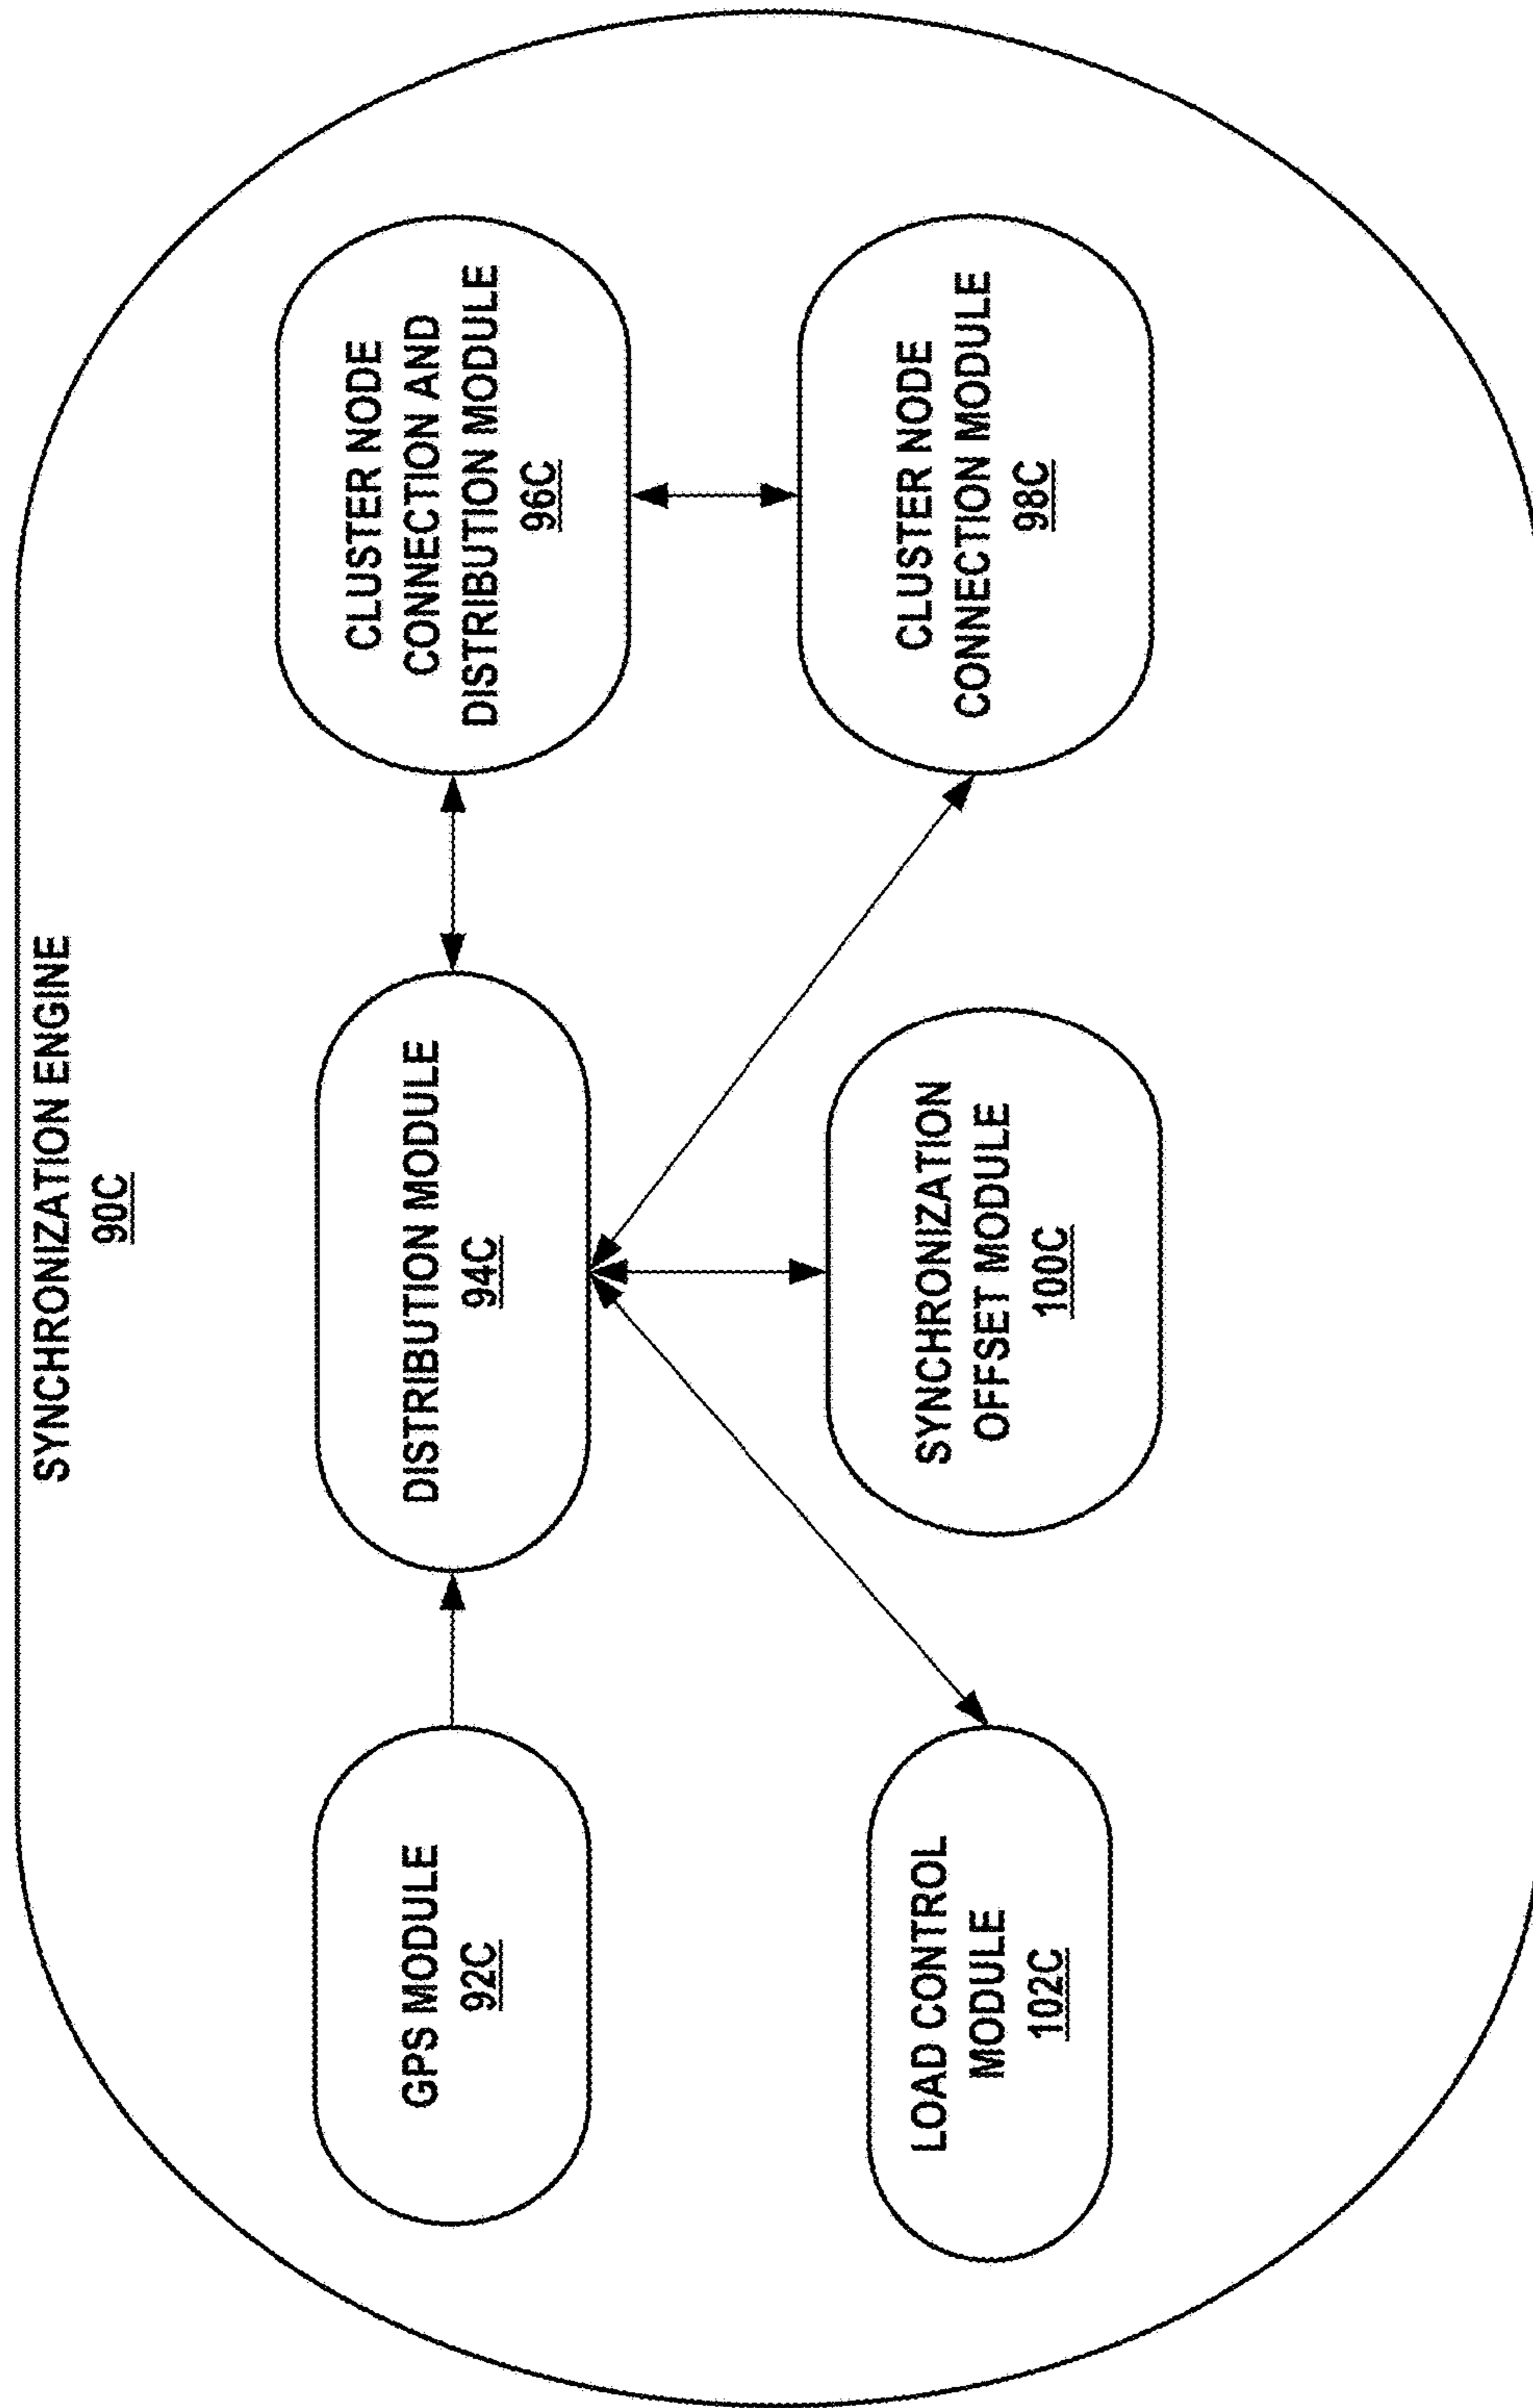 SYNCHRONIZATION ENGINE
90C
GPS MODULE
92C
DISTRIBUTION MODULE
94C
CLUSTER NODE
CONNECTION AND
DISTRIBUTION MODULE
96C
LOAD CONTROL
MODULE
102C
SYNCHRONIZATION
OFFSET MODULE
100C
CLUSTER NODE
CONNECTION MODULE
98C